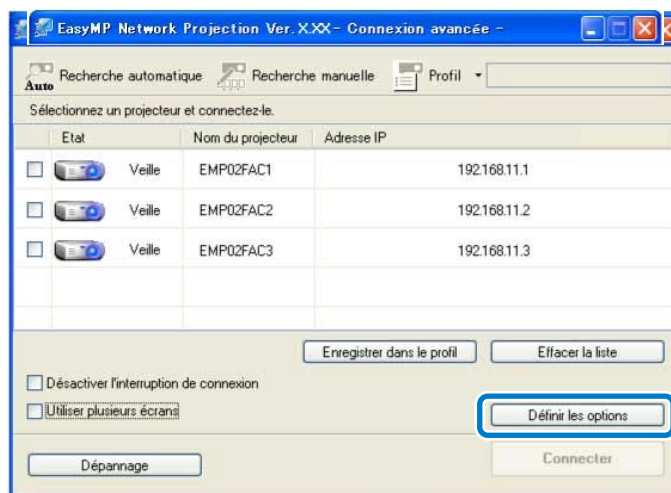 EasyMP Network Projection Ver. X.XX - Connexion avancée -
Auto Recherche automatique Recherche manuelle Profil
Sélectionnez un projecteur et connectez-le.
Etat Nom du projecteur Adresse IP
Veille EMP02FAC1 192.168.11.1
Veille EMP02FAC2 192.168.11.2
Veille EMP02FAC3 192.168.11.3
Enregistrer dans le profil Effacer la liste
Désactiver l'interruption de connexion
Utiliser plusieurs écrans Définir les options
Dépannage Connecter